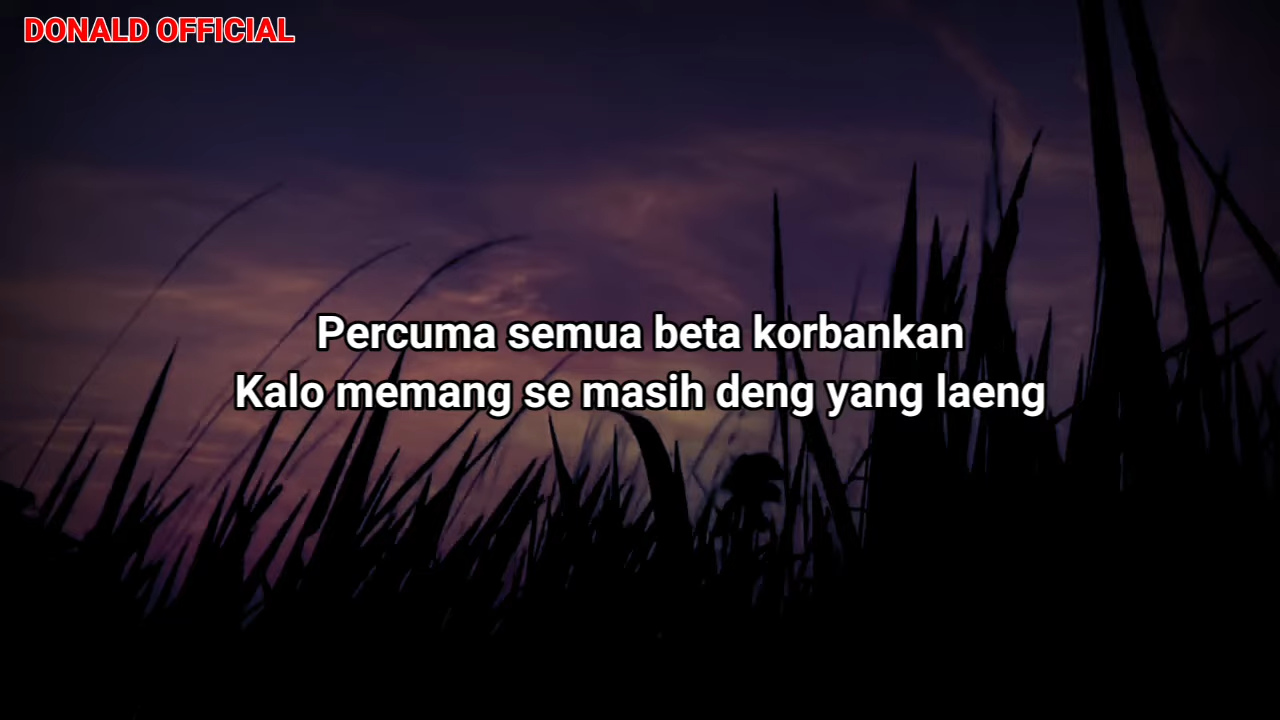 DONALD OFFICIAL
Percuma semua beta korbankan
Kalo memang se masih deng yang laeng